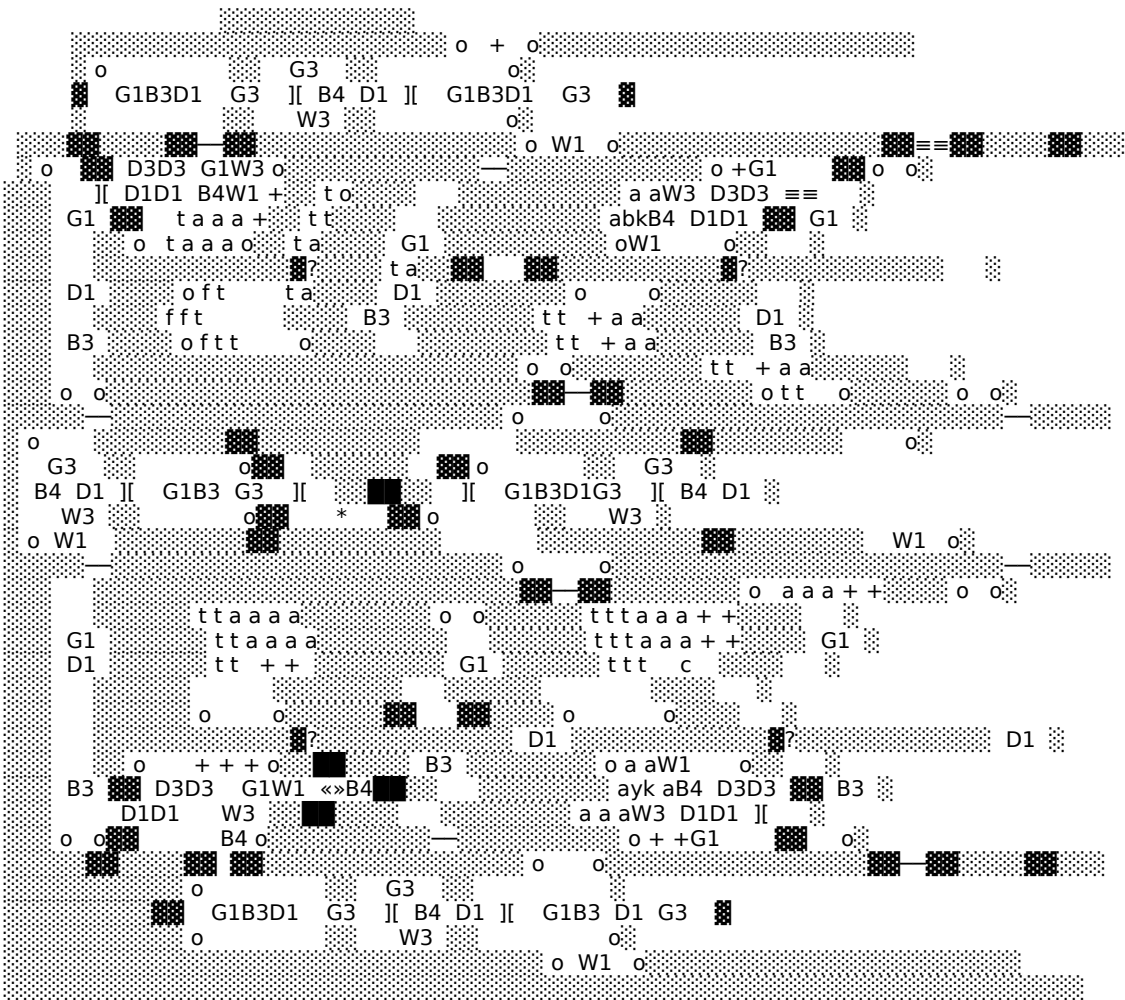 ░░░░░░░░░░░░
░░░░░░░░░░░░░░░░░░░░░░░ o + o░░░░░░░░░░░░░░░░░░░░░░░
░ o ░░ G3 ░░ o░
▓ G1B3D1 G3 ][ B4 D1 ][ G1B3D1 G3 ▓
░ ░░ W3 ░░ o░
░░░▓▓░░░░▓▓──▓▓░░░░░░░░░░░░░░░░ o W1 o░░░░░░░░░░░░░░░░▓▓==▓▓░░░░▓▓░░░
░ o ▓▓ D3D3 G1W3 o░░░░░░░░░░░░──░░░░░░░░░░░░ o +G1 ▓▓ o o░
░░░ ][ D1D1 B4W1 + ░░ t o░░░░ ░░░░░░░░░░ a aW3 D3D3 ≡≡ ░
░░░ G1 ▓▓ t a a a + ░░ t t░░░░ ░░░░░░░░░░ abkB4 D1D1 ▓▓ G1 ░
░░░ ░░ o t a a a o░░ t a░░░ G1 ░░░░░░░░░░ oW1 o░░ ░
░░░ ░░░░░░░░░░░░▓? t a░░▓▓ ▓▓░░░░░░░░░░▓?░░░░░░░░░░░░ ░
░░░ D1 ░░░░ o f t t a░░░ D1 ░░░░░░░░ o o░░░░░░ ░
░░░ ░░░░ f f t ░░░░ B3 ░░░░░░░░ t t + a a░░░░░░ D1 ░
░░░ B3 ░░░░ o f t t o░░░░ ░░░░░░░░ t t + a a░░░░░░ B3 ░
░░░ ░░░░░░░░░░░░░░░░░░░░░░░░░░ o o░░░░░░░░ t t + a a░░░░░░ ░
░░░ o o░░░░░░░░░░░░░░░░░░░░░░░░░░▓▓──▓▓░░░░░░░░ o t t o░░░░░░ o o░
░░░░░──░░░░░░░░░░░░░░░░░░░░░░░░ o o░░░░░░░░░░░░░░░░░░░░░░░░──░░░░░
░ o ░░░░░░░░▓▓░░░░░░░░░░ ░░░░░░░░░░▓▓░░░░░░░░ o░
░ G3 ░░ o▓▓ ░░░░░░ ▓▓ o ░░ G3 ░
░ B4 D1 ][ G1B3 G3 ][ ░░██░░ ][ G1B3D1G3 ][ B4 D1 ░
░ W3 ░░ o▓▓ * ▓▓ o ░░ W3 ░
░ o W1 ░░░░░░░░▓▓░░░░░░░░░░ ░░░░░░░░░░▓▓░░░░░░░░ W1 o░
░░░░░──░░░░░░░░░░░░░░░░░░░░░░░░ o o░░░░░░░░░░░░░░░░░░░░░░░░──░░░░░
░░░ ░░░░░░░░░░░░░░░░░░░░░░░░░░░░▓▓──▓▓░░░░░░░░ o a a a + +░░░░ o o░
░░░ ░░░░░░ t t a a a a░░░░░░░░ o o░░░░░░ t t t a a a + +░░░░ ░
░░░ G1 ░░░░░░ t t a a a a░░░░░░░░ ░░░░░░ t t t a a a + +░░░░ G1 ░
░░░ D1 ░░░░░░ t t + + ░░░░░░░░ G1 ░░░░░░ t t t c ░░░░ ░
░░░ ░░░░░░ ░░░░░░░░ ░░░░░░ ░░░░ ░
░░░ ░░░░░░ o o░░░░░░▓▓ ▓▓░░░░ o o░░░░ ░
░░░ ░░░░░░░░░░░░▓?░░░░░░░░░░░░ D1 ░░░░░░░░░░░░▓?░░░░░░░░░░░░ D1 ░
░░░ ░░ o + + + o░░██░░░░ B3 ░░░░░░░░ o a aW1 o░░ ░
░░░ B3 ▓▓ D3D3 G1W1 «»B4██░░ ░░░░░░░░░░ ayk aB4 D3D3 ▓▓ B3 ░
░░░ D1D1 W3 ░░██░░░░ ░░░░░░░░ a a aW3 D1D1 ][ ░
░░░ o o▓▓ B4 o░░░░░░░░░░──░░░░░░░░░░ o + +G1 ▓▓ o░
░░░░░▓▓░░░░▓▓░▓▓░░░░░░░░░░░░░░░░ o o░░░░░░░░░░░░░░░░▓▓──▓▓░░░░▓▓░░░
░░░░░░░░░░░ o ░░ G3 ░░ ░
░░░░░░░░░▓▓ G1B3D1 G3 ][ B4 D1 ][ G1B3 D1 G3 ▓
░░░░░░░░░░░ o ░░ W3 ░░ o░
░░░░░░░░░░░░░░░░░░░░░░░░░░░░░░░░░ o W1 o░░░░░░░░░░░░░░░░░░░░░░░
░░░░░░░░░░░░░░░░░░░░░░░░░░░░░░░░░░░░░░░░░░░░░░░░░░░░░░░░░░░░░░░░░░